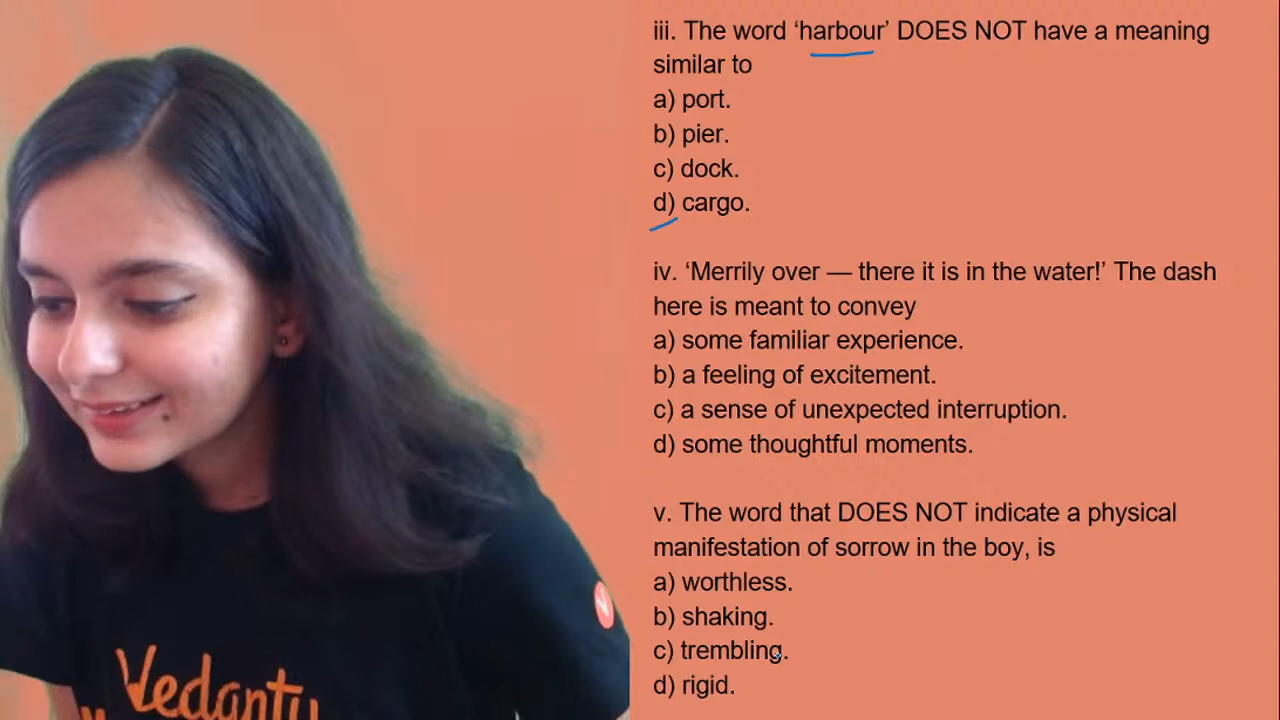 iii. The word ‘harbour’ DOES NOT have a meaning
similar to
a) port.
b) pier.
c) dock.
d) cargo.
iv. ‘Merrily over — there it is in the water!’ The dash
here is meant to convey
a) some familiar experience.
b) a feeling of excitement.
c) a sense of unexpected interruption.
d) some thoughtful moments.
v. The word that DOES NOT indicate a physical
manifestation of sorrow in the boy, is
a) worthless.
b) shaking.
c) trembling.
d) rigid.
Vedantu